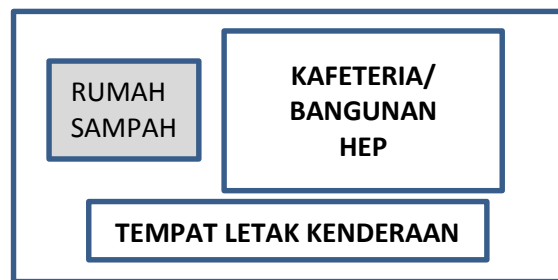 RUMAH
SAMPAH
KAFETERIA/
BANGUNAN
HEP
TEMPAT LETAK KENDERAAN